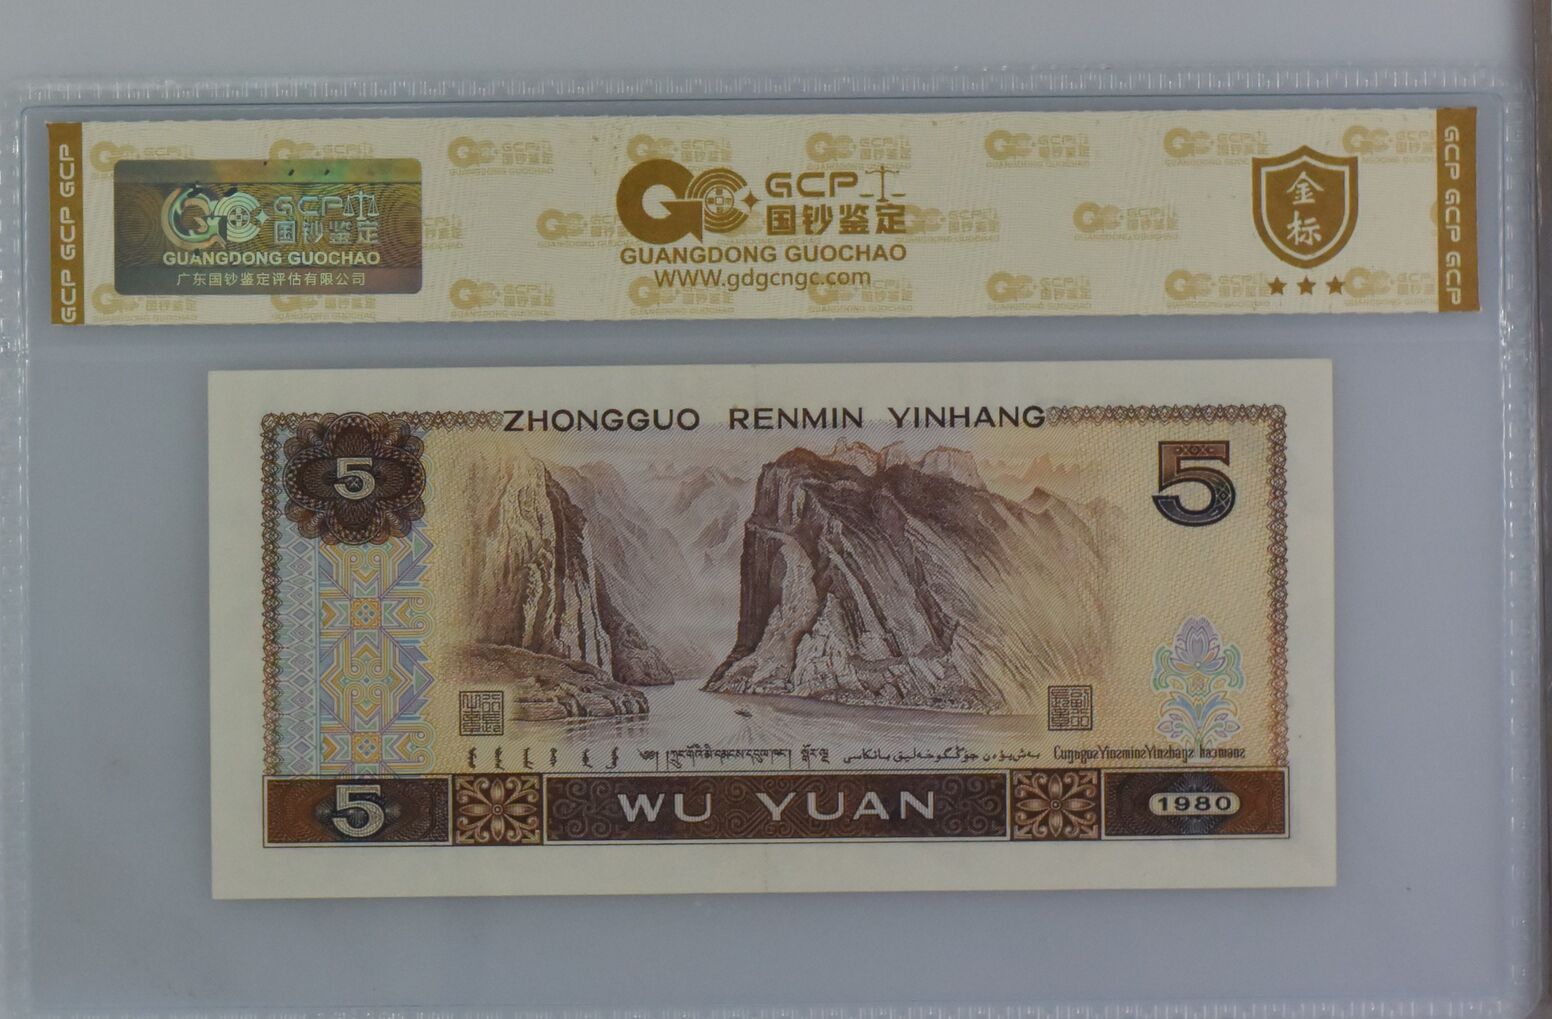 GCP GCP GCP
GCP
国钞鉴定
GUANGDONG GUOCHAO
广东国钞鉴定评估有限公司
GCP
国钞鉴定
GUANGDONG GUOCHAO
WWW.gdgcngc.com
金标
GCP GCP GCP
ZHONGGUO RENMIN YINHANG
5
5
5
WU YUAN
1980